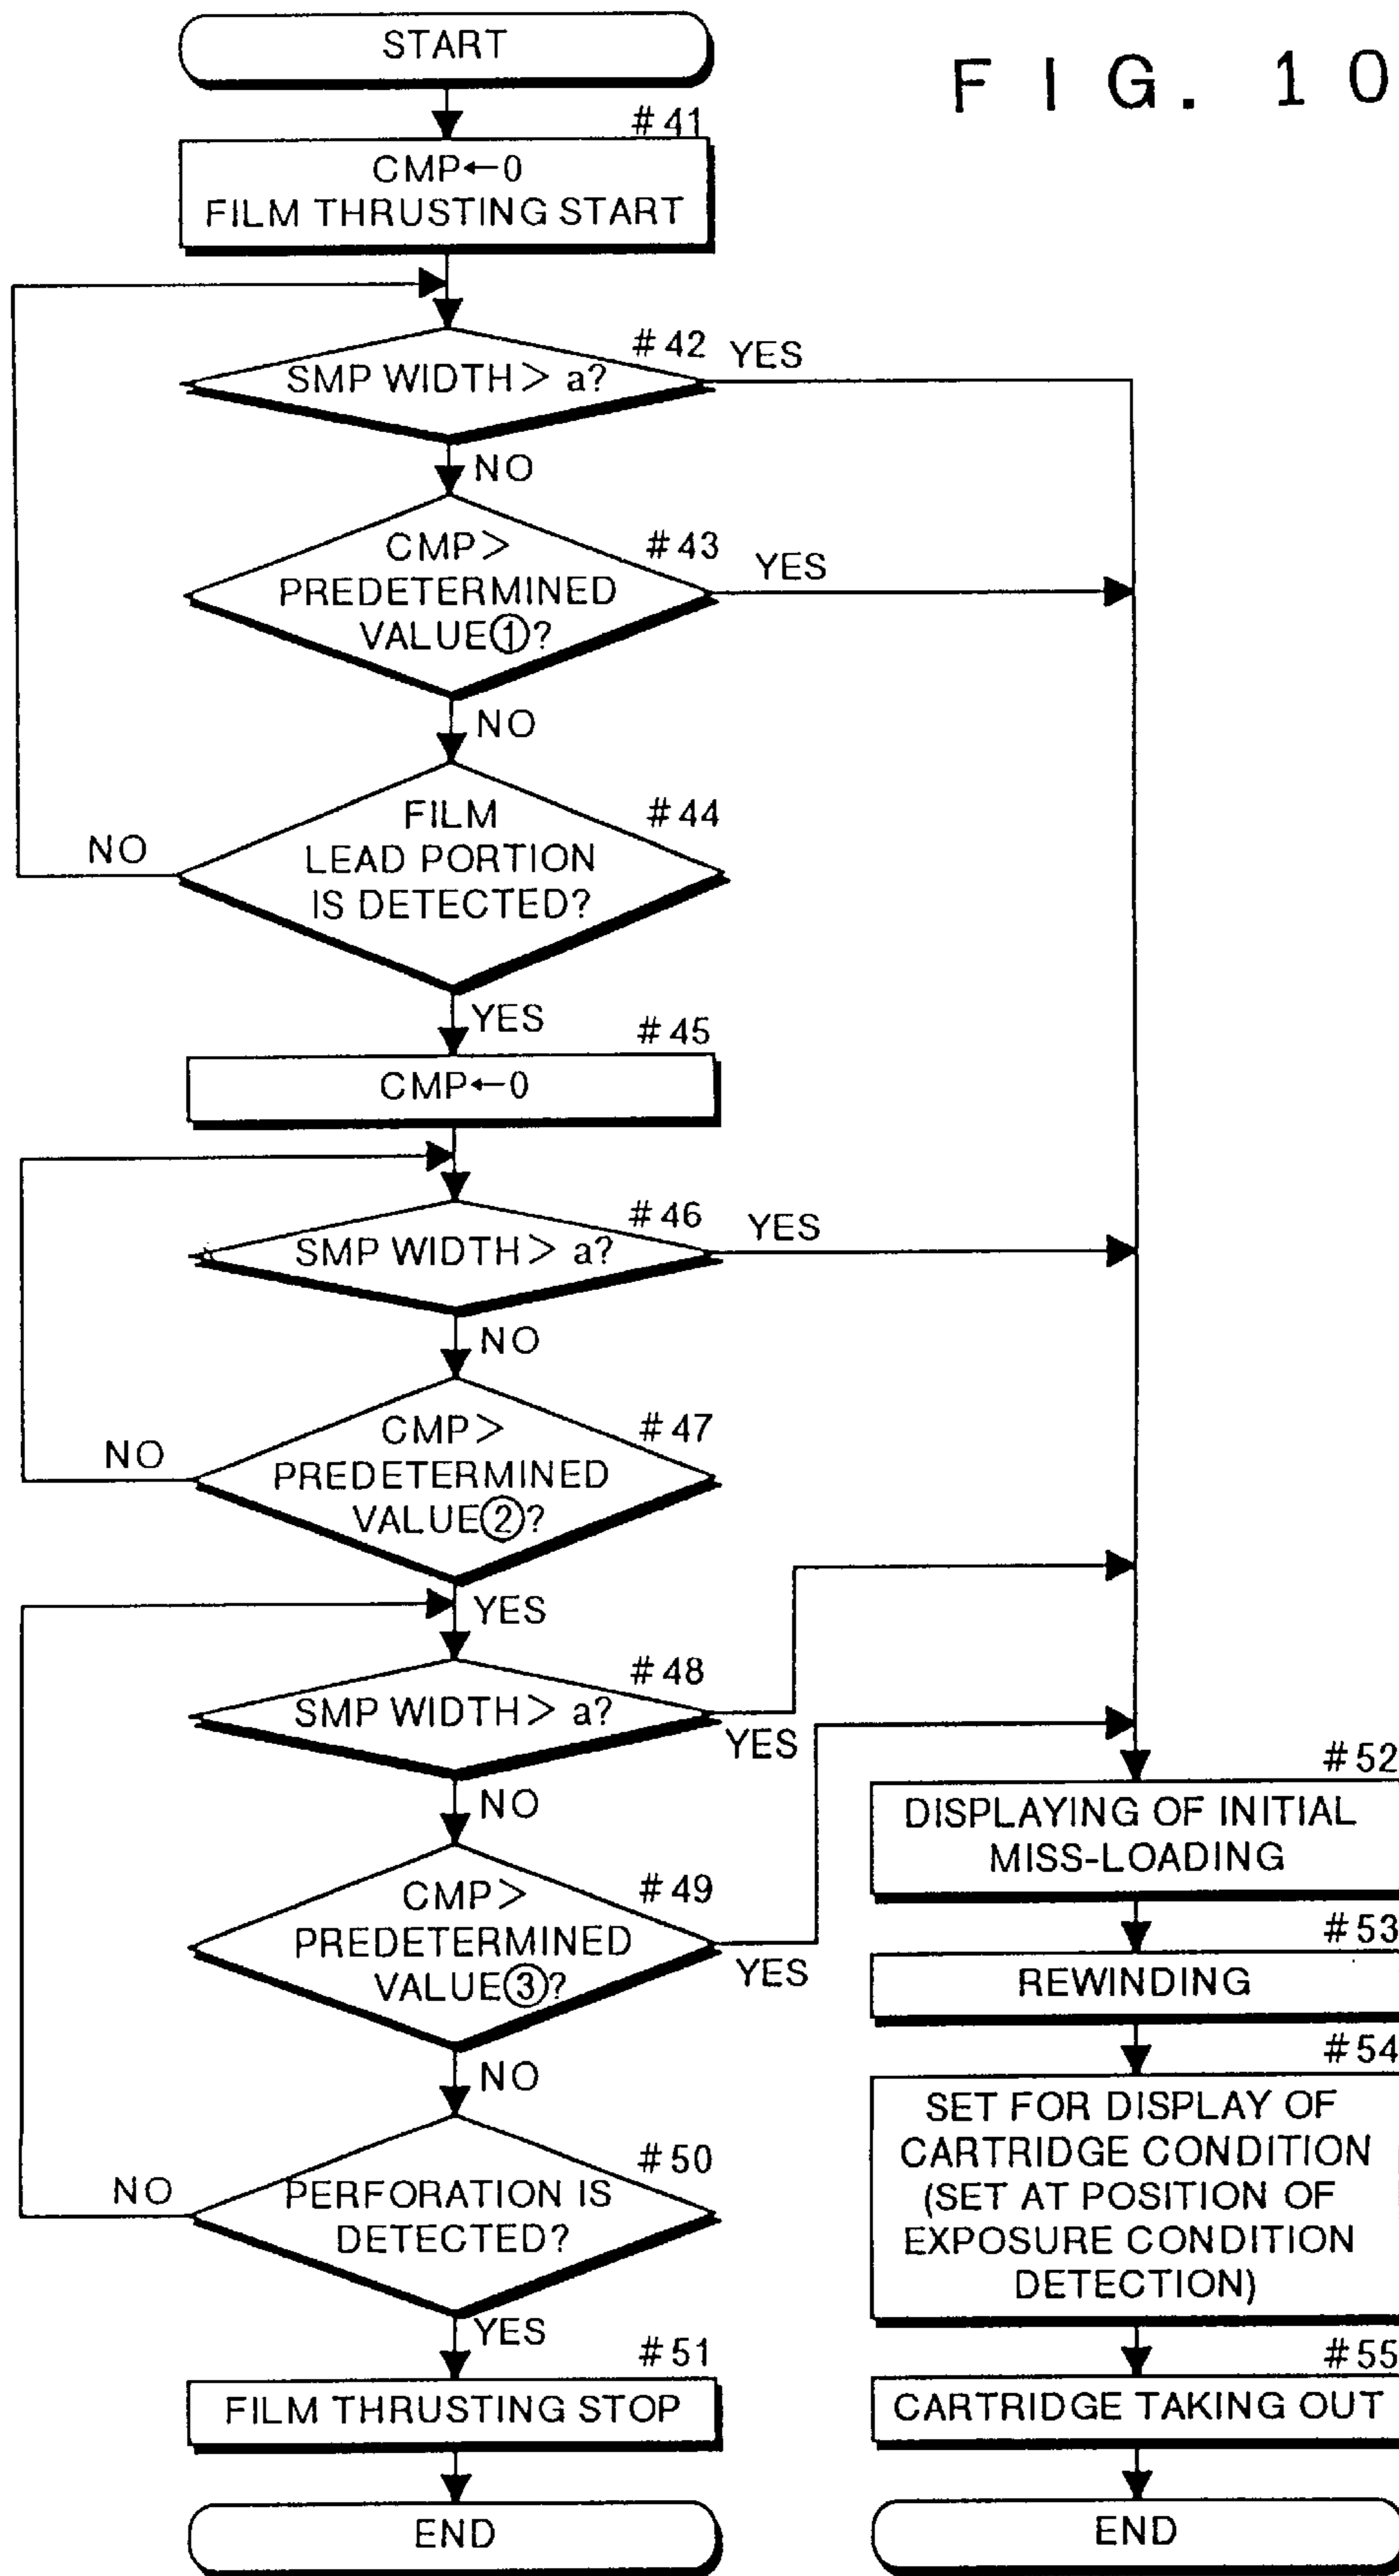 FIG. 10
START
#41
CMP←0
FILM THRUSTING START
#42
SMP WIDTH > a?
YES
NO
#43
CMP>
PREDETERMINED
VALUE①?
YES
NO
#44
FILM
LEAD PORTION
IS DETECTED?
NO
YES
#45
CMP←0
#46
SMP WIDTH > a?
YES
NO
#47
CMP>
PREDETERMINED
VALUE②?
NO
YES
#48
SMP WIDTH > a?
YES
NO
#49
CMP>
PREDETERMINED
VALUE③?
YES
NO
#50
PERFORATION IS
DETECTED?
NO
YES
#51
FILM THRUSTING STOP
END
#52
DISPLAYING OF INITIAL
MISS-LOADING
#53
REWINDING
#54
SET FOR DISPLAY OF
CARTRIDGE CONDITION
(SET AT POSITION OF
EXPOSURE CONDITION
DETECTION)
#55
CARTRIDGE TAKING OUT
END